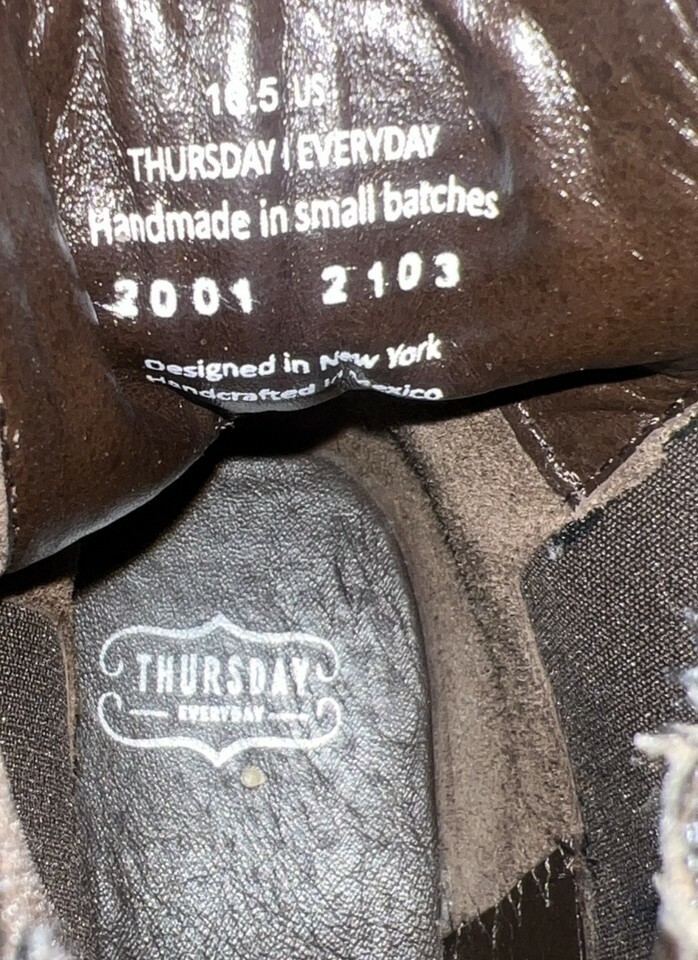 10.5 US
THURSDAY | EVERYDAY
Handmade in small batches
2001 2103
Designed in New York
Handcrafted in Mexico
THURSDAY
EVERYDAY